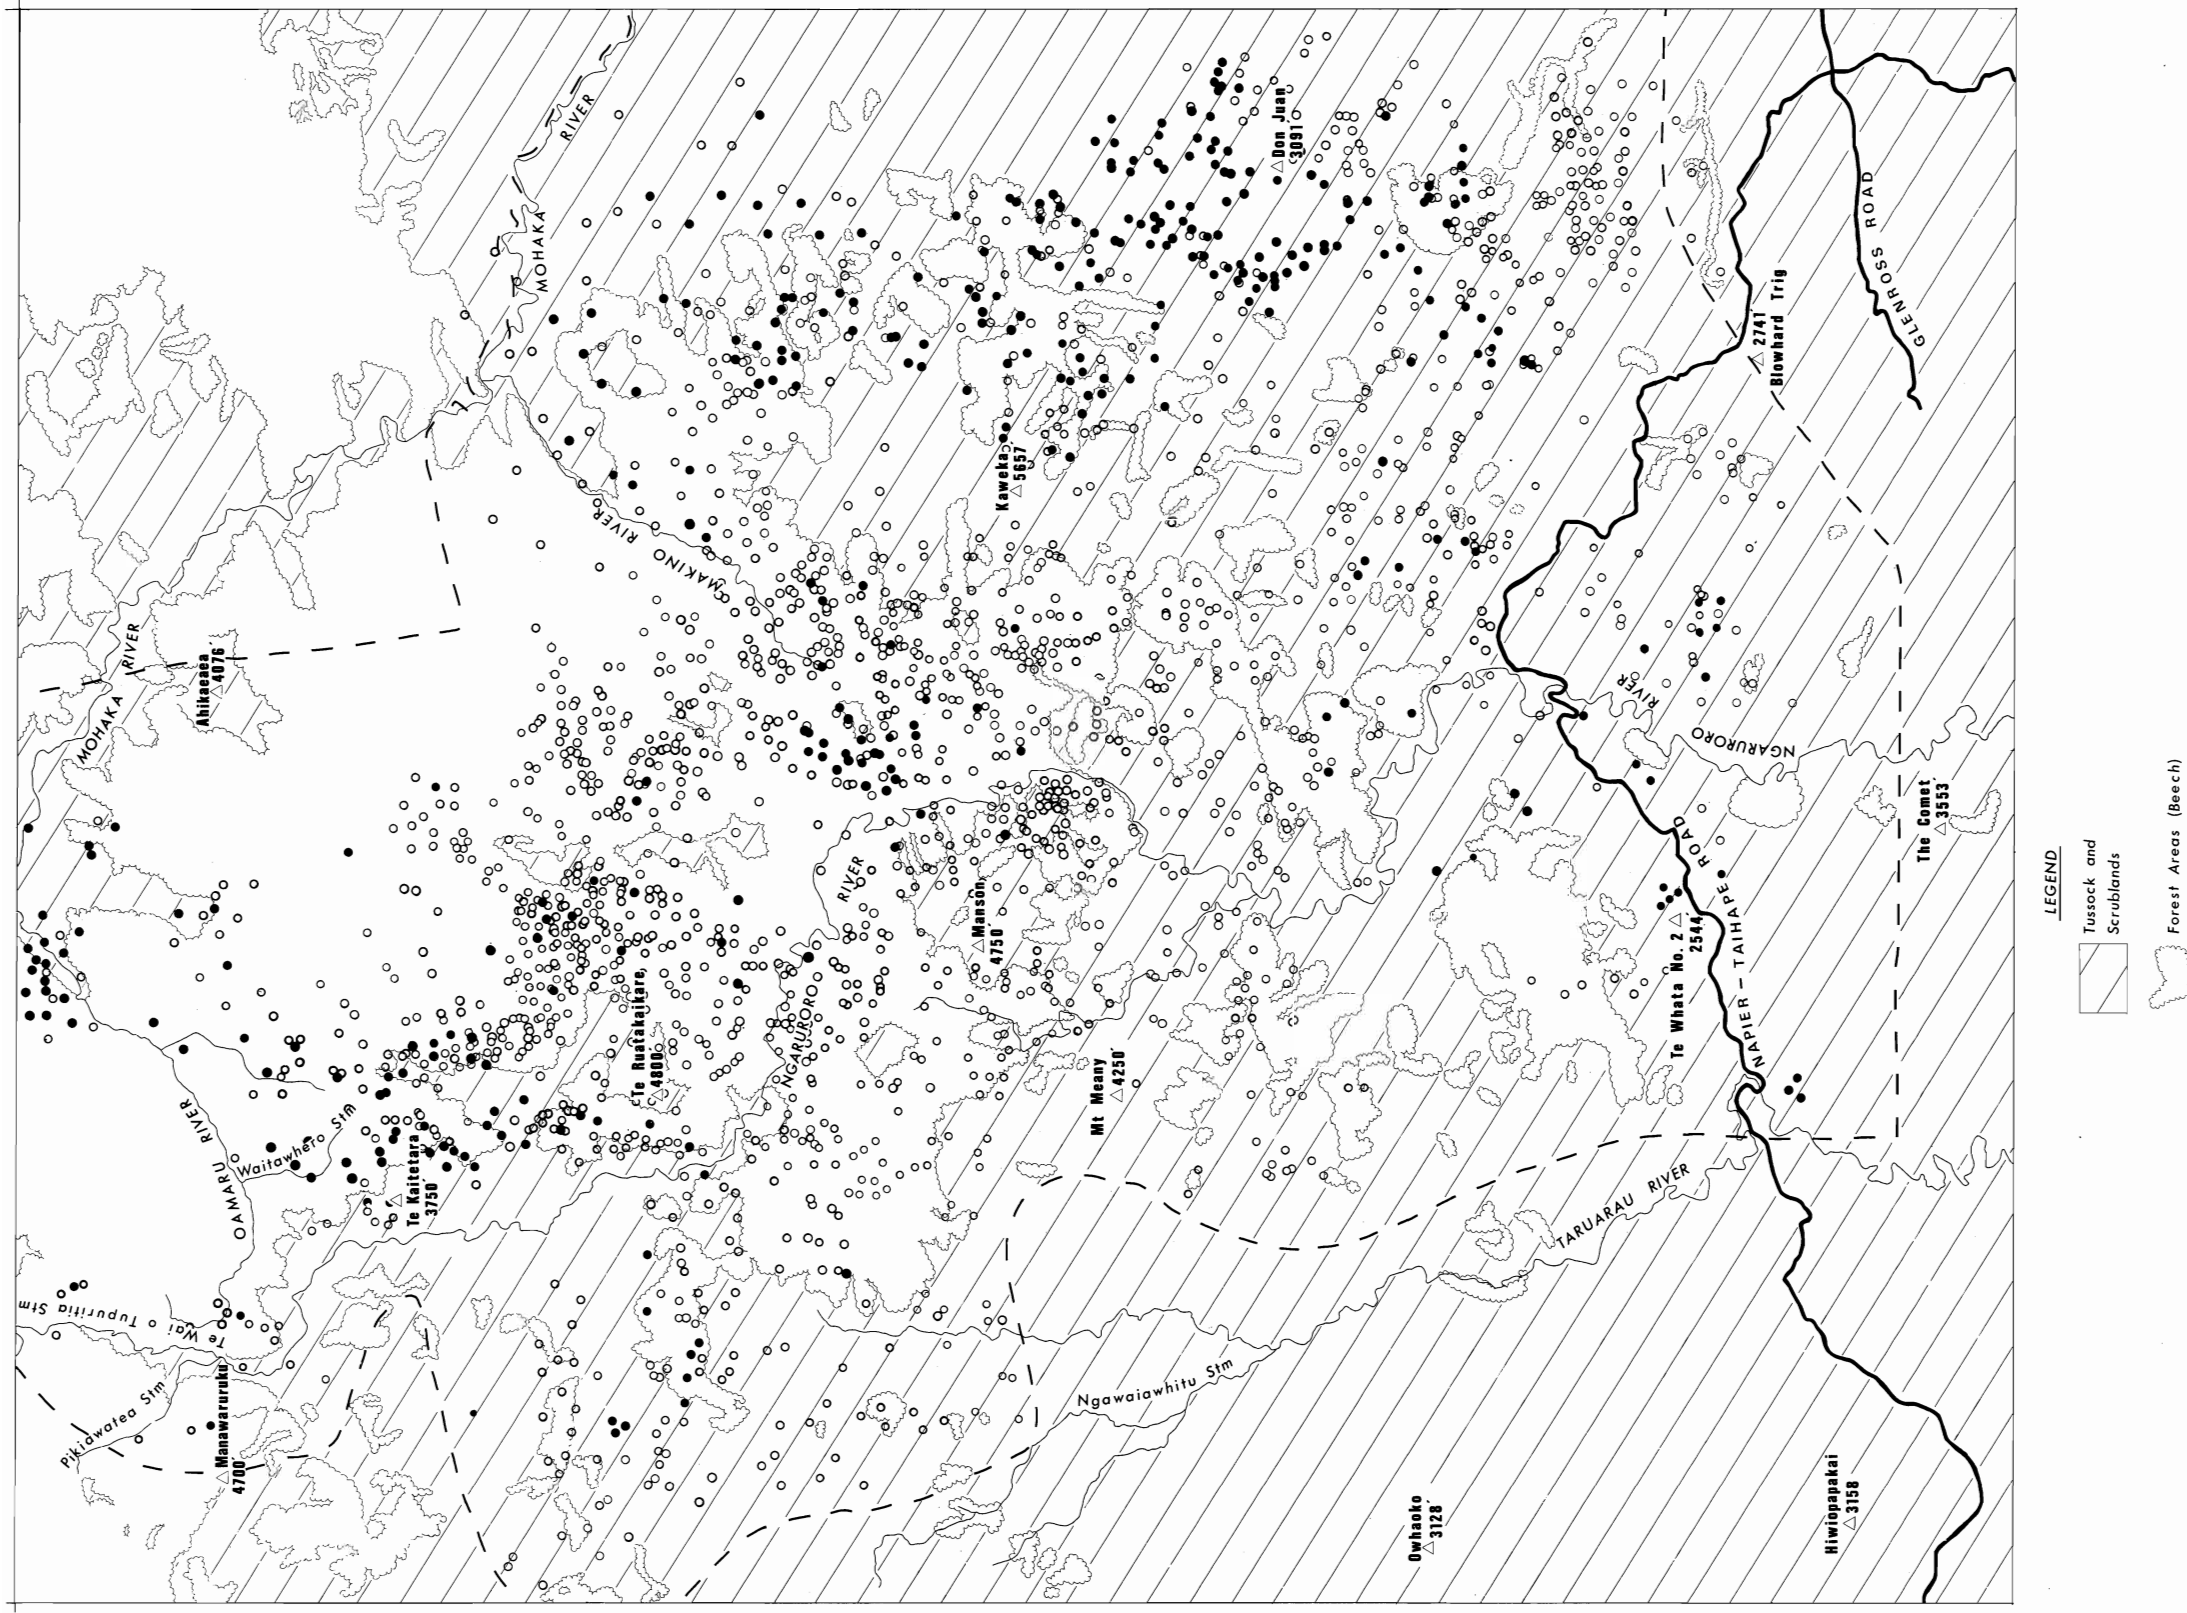 Pikiawatea Stm
Te Wai o Tupuritia Stm
Manawaruruku
4700′
OAMARU RIVER
Waitawhero Stm
Te Kaitetara
3750′
MOHAKA RIVER
Ahikaeaea
4076′
MOHAKA RIVER
MAKINO RIVER
Te Ruatakaikare
4800′
NGARURORO RIVER
Manson
4750′
Kaweka
5657′
Don Juan
3091′
Mt Meany
4250′
Ngawaiawhitu Stm
TARUARAU RIVER
Owhaoko
3128′
Hiwiopapakai
3158
Te Whata No. 2
2544′
NAPIER – TAIHAPE ROAD
NGARURORO RIVER
The Comet
3553′
2741′
Blowhard Trig
GLENROSS ROAD
LEGEND
Tussock and
Scrublands
Forest Areas (Beech)